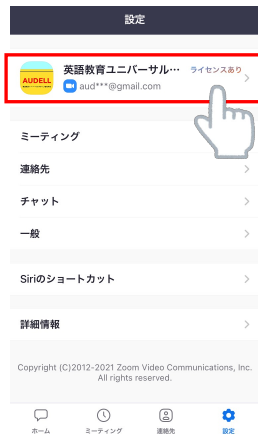 設定
AUDELL
英語教育ユニバーサル… ライセンスあり
aud***@gmail.com
ミーティング
連絡先
チャット
一般
Siriのショートカット
詳細情報
Copyright (C)2012-2021 Zoom Video Communications, Inc.
All rights reserved.
ホーム ミーティング 連絡先 設定